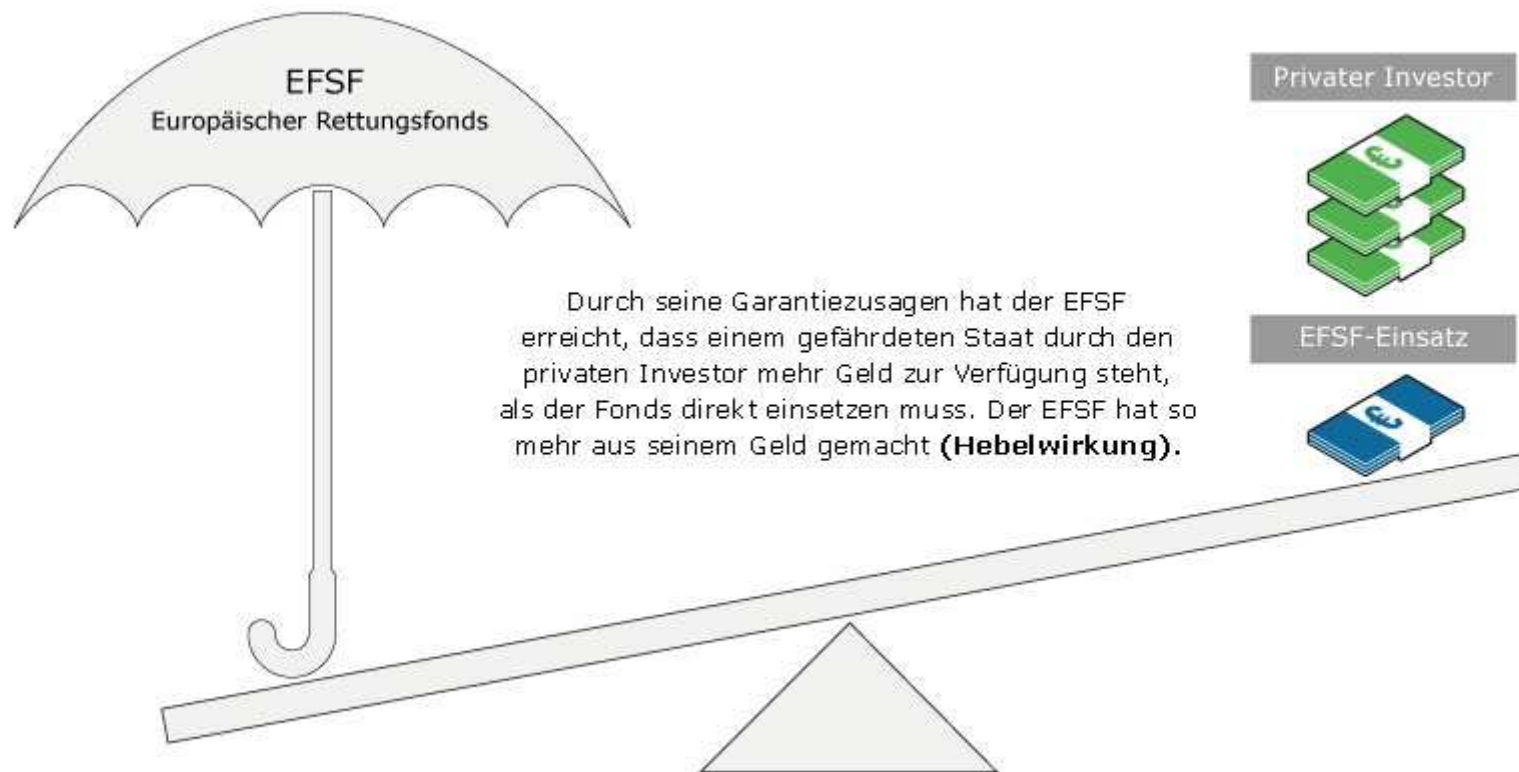 EFSF
Europäischer Rettungsfonds
Privater Investor
Durch seine Garantiezusagen hat der EFSF
erreicht, dass einem gefährdeten Staat durch den
privaten Investor mehr Geld zur Verfügung steht,
als der Fonds direkt einsetzen muss. Der EFSF hat so
mehr aus seinem Geld gemacht (Hebelwirkung).
EFSF-Einsatz